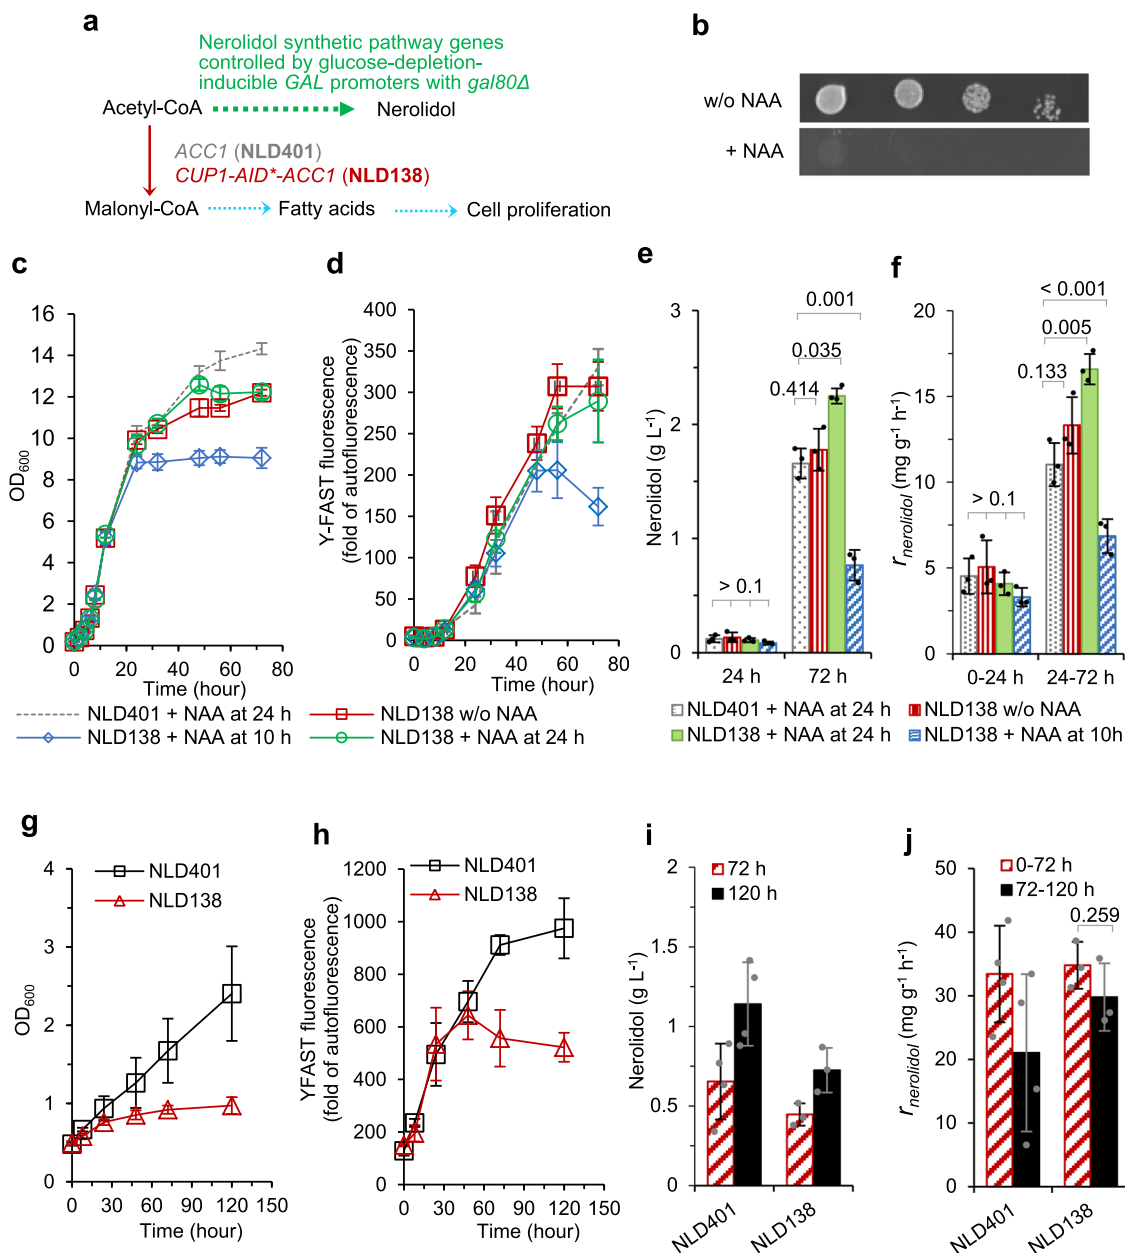 a
Nerolidol synthetic pathway genes
controlled by glucose-depletion-
inducible GAL promoters with gal80Δ
Acetyl-CoA
Nerolidol
ACC1 (NLD401)
CUP1-AID*-ACC1 (NLD138)
Malonyl-CoA
Fatty acids
Cell proliferation
b
w/o NAA
+ NAA
c
OD600
16
14
12
10
8
6
4
2
0
0
20
40
60
80
Time (hour)
d
Y-FAST fluorescence
(fold of autofluorescence)
400
350
300
250
200
150
100
50
0
0
20
40
60
80
Time (hour)
NLD401 + NAA at 24 h
NLD138 w/o NAA
NLD138 + NAA at 10 h
NLD138 + NAA at 24 h
e
Nerolidol (g L-1)
3
2
1
0
> 0.1
0.001
0.035
0.414
24 h
72 h
f
rnerolidol (mg g-1 h-1)
20
15
10
5
0
> 0.1
< 0.001
0.005
0.133
0-24 h
24-72 h
NLD401 + NAA at 24 h
NLD138 w/o NAA
NLD138 + NAA at 24 h
NLD138 + NAA at 10h
g
OD600
4
3
2
1
0
NLD401
NLD138
0
30
60
90
120
150
Time (hour)
h
YFAST fluorescence
(fold of autofluorescence)
1200
1000
800
600
400
200
0
NLD401
NLD138
0
30
60
90
120
150
Time (hour)
i
Nerolidol (g L-1)
2
1.5
1
0.5
0
72 h
120 h
NLD401
NLD138
j
rnerolidol (mg g-1 h-1)
50
40
30
20
10
0
0-72 h
72-120 h
0.259
NLD401
NLD138